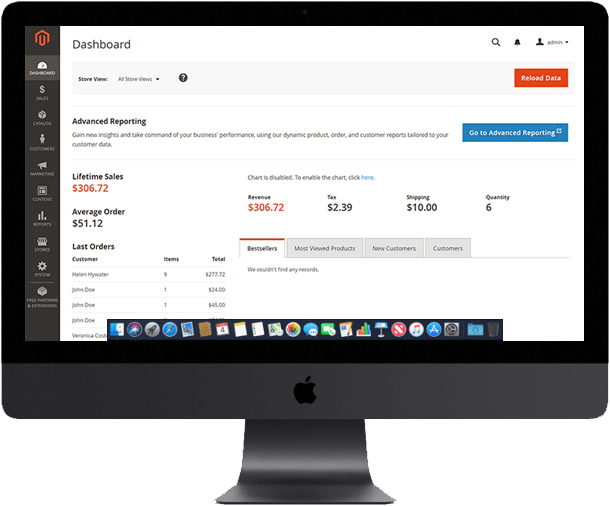 Dashboard
admin
Store View: All Store Views
?
Reload Data
Advanced Reporting
Gain new insights and take command of your business' performance, using our dynamic product, order, and customer reports tailored to your
customer data.
Go to Advanced Reporting
DASHBOARD
SALES
CATALOG
CUSTOMERS
MARKETING
CONTENT
REPORTS
STORES
SYSTEM
FIND PARTNERS
& EXTENSIONS
Lifetime Sales
$306.72
Average Order
$51.12
Chart is disabled. To enable the chart, click here.
Revenue Tax Shipping Quantity
$306.72 $2.39 $10.00 6
Last Orders
Customer Items Total
Helen Hywater 9 $277.72
John Doe 1 $24.00
John Doe 1 $45.00
John Doe
Veronica
Bestsellers Most Viewed Products New Customers Customers
We couldn't find any records.
4